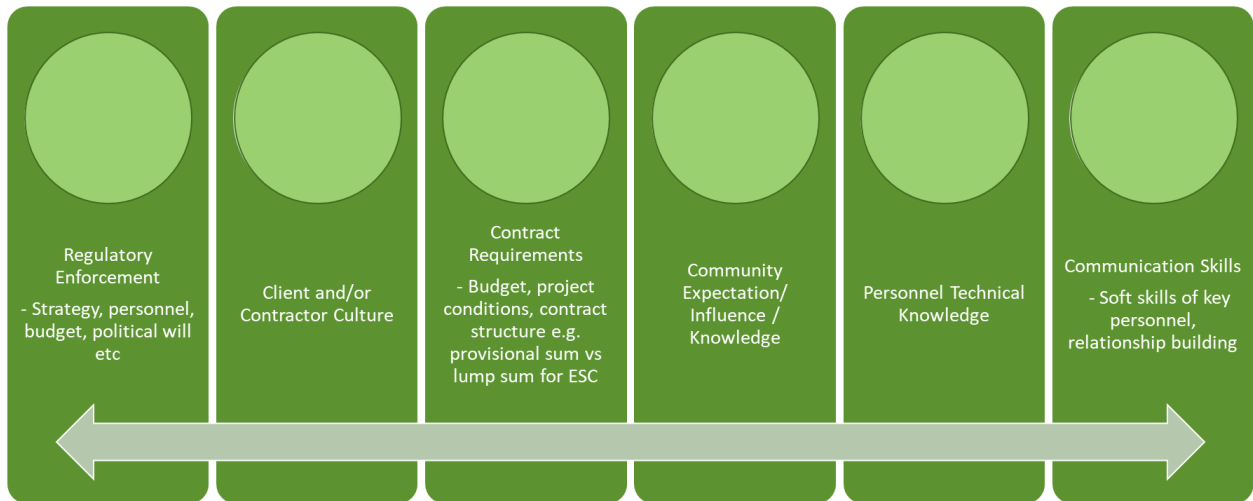 Regulatory
Enforcement
- Strategy, personnel,
budget, political will
etc
Client and/or
Contractor Culture
Contract
Requirements
- Budget, project
conditions, contract
structure e.g.
provisional sum vs
lump sum for ESC
Community
Expectation/
Influence /
Knowledge
Personnel Technical
Knowledge
Communication Skills
- Soft skills of key
personnel,
relationship building